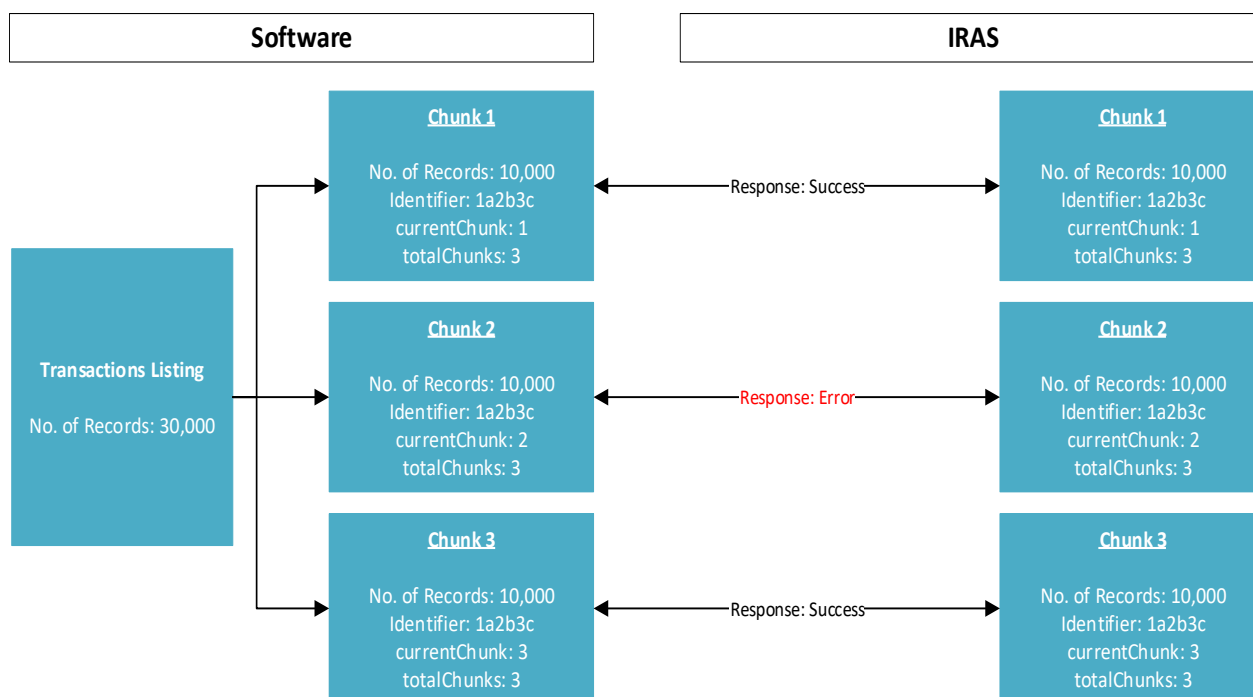 Software
IRAS
Transactions Listing
No. of Records: 30,000
Chunk 1
No. of Records: 10,000
Identifier: 1a2b3c
currentChunk: 1
totalChunks: 3
Response: Success
Chunk 1
No. of Records: 10,000
Identifier: 1a2b3c
currentChunk: 1
totalChunks: 3
Chunk 2
No. of Records: 10,000
Identifier: 1a2b3c
currentChunk: 2
totalChunks: 3
Response: Error
Chunk 2
No. of Records: 10,000
Identifier: 1a2b3c
currentChunk: 2
totalChunks: 3
Chunk 3
No. of Records: 10,000
Identifier: 1a2b3c
currentChunk: 3
totalChunks: 3
Response: Success
Chunk 3
No. of Records: 10,000
Identifier: 1a2b3c
currentChunk: 3
totalChunks: 3